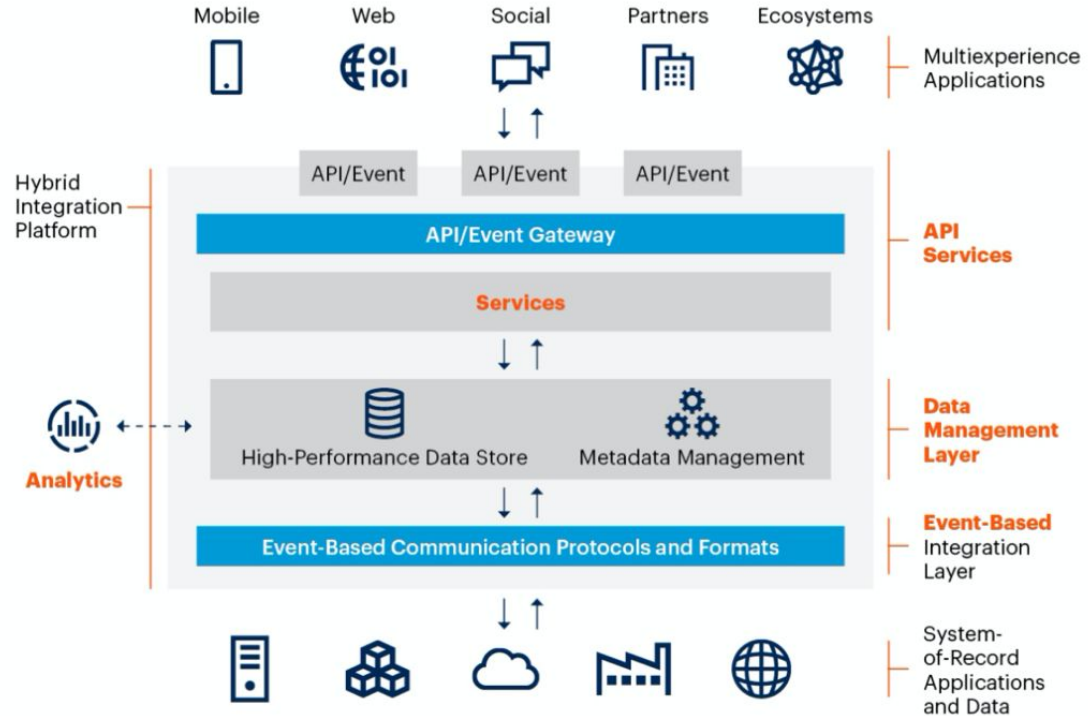 Mobile
Web
Social
Partners
Ecosystems
Multiexperience
Applications
API/Event
API/Event
API/Event
Hybrid
Integration
Platform
API/Event Gateway
API
Services
Services
High-Performance Data Store
Metadata Management
Data
Management
Layer
Analytics
Event-Based Communication Protocols and Formats
Event-Based
Integration
Layer
System-
of-Record
Applications
and Data